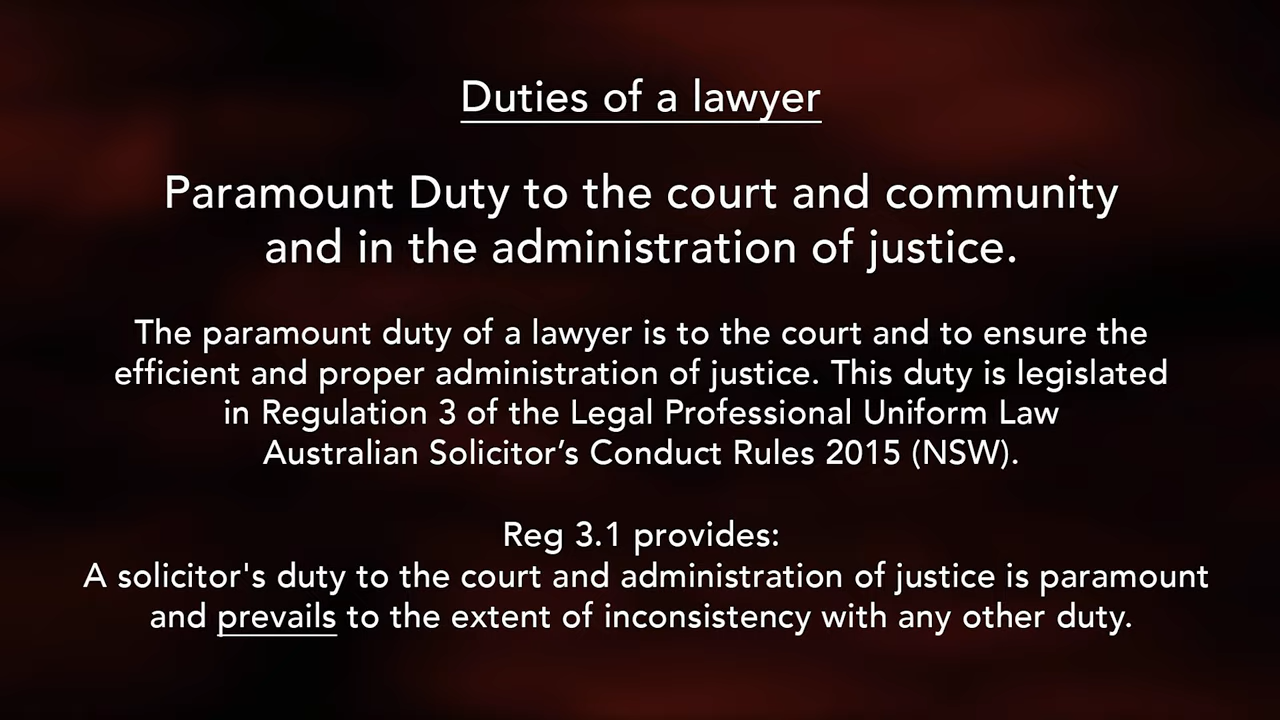 Duties of a lawyer
Paramount Duty to the court and community
and in the administration of justice.
The paramount duty of a lawyer is to the court and to ensure the
efficient and proper administration of justice. This duty is legislated
in Regulation 3 of the Legal Professional Uniform Law
Australian Solicitor’s Conduct Rules 2015 (NSW).
Reg 3.1 provides:
A solicitor's duty to the court and administration of justice is paramount
and prevails to the extent of inconsistency with any other duty.